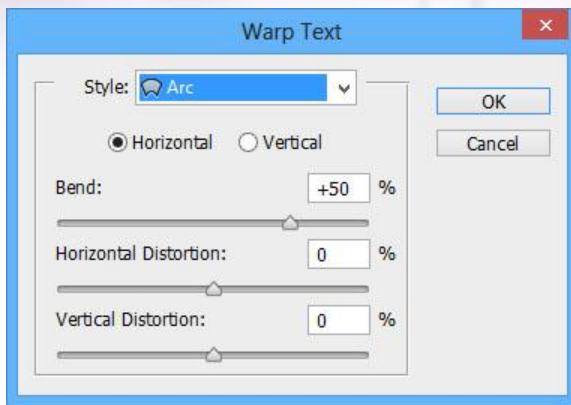 Warp Text
Style: Arc
OK
Horizontal Vertical
Cancel
Bend: +50 %
Horizontal Distortion: 0 %
Vertical Distortion: 0 %